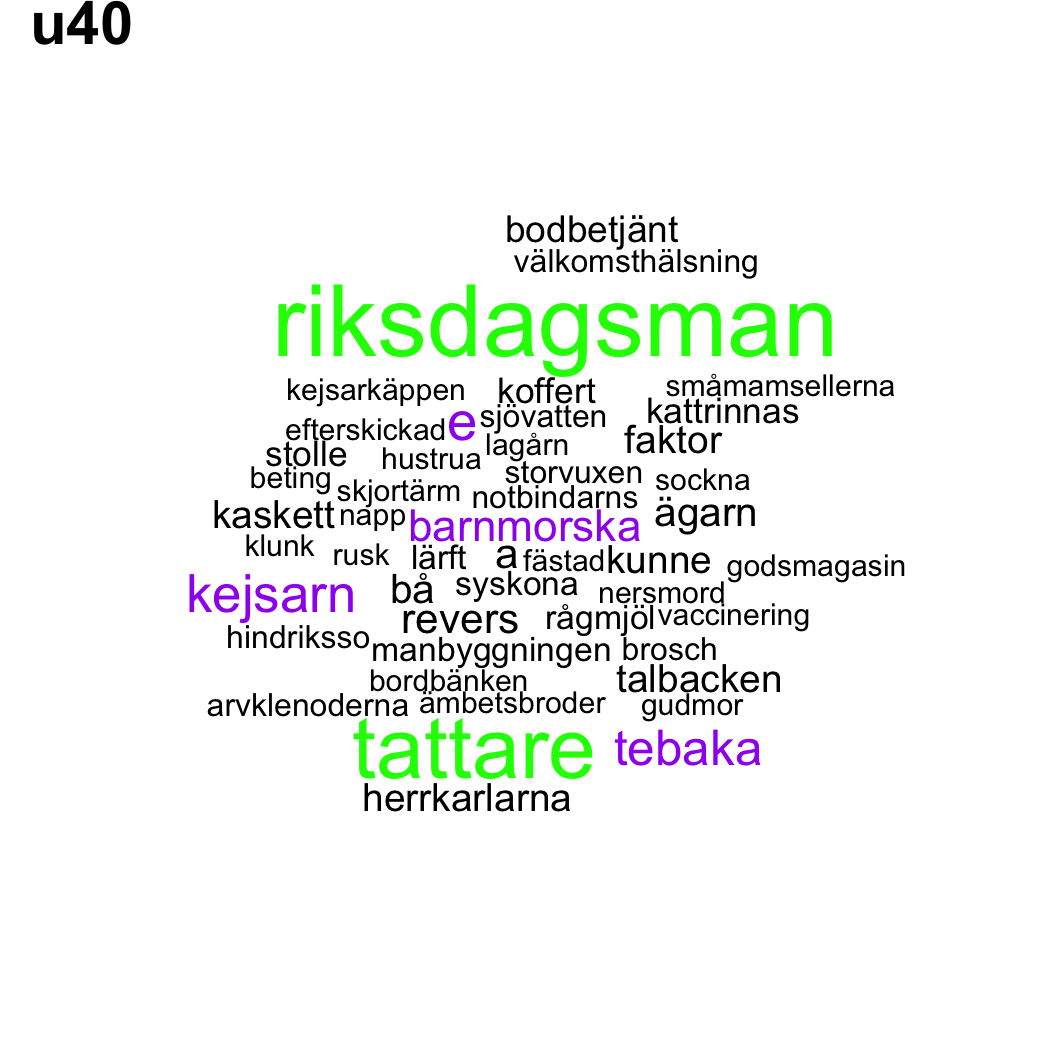 u40
bodbetjänt
välkomsthälsning
riksdagsman
kejsarkäppen koffert småmamsellerna
e sjövatten kattrinnas
efterskickad lagårn faktor
stolle hustrua
beting storvuxen sockna
skjortärm notbindarns
kaskett napp barnmorska ägarn
klunk rusk lärft a fästad kunne godsmagasin
kejsarn bå syskona nersmord
revers rågmjöl vaccinering
hindriksso manbyggningen brosch
bordbänken talbacken
arvklenoderna ämbetsbroder gudmor
tattare tebaka
herrkarlarna